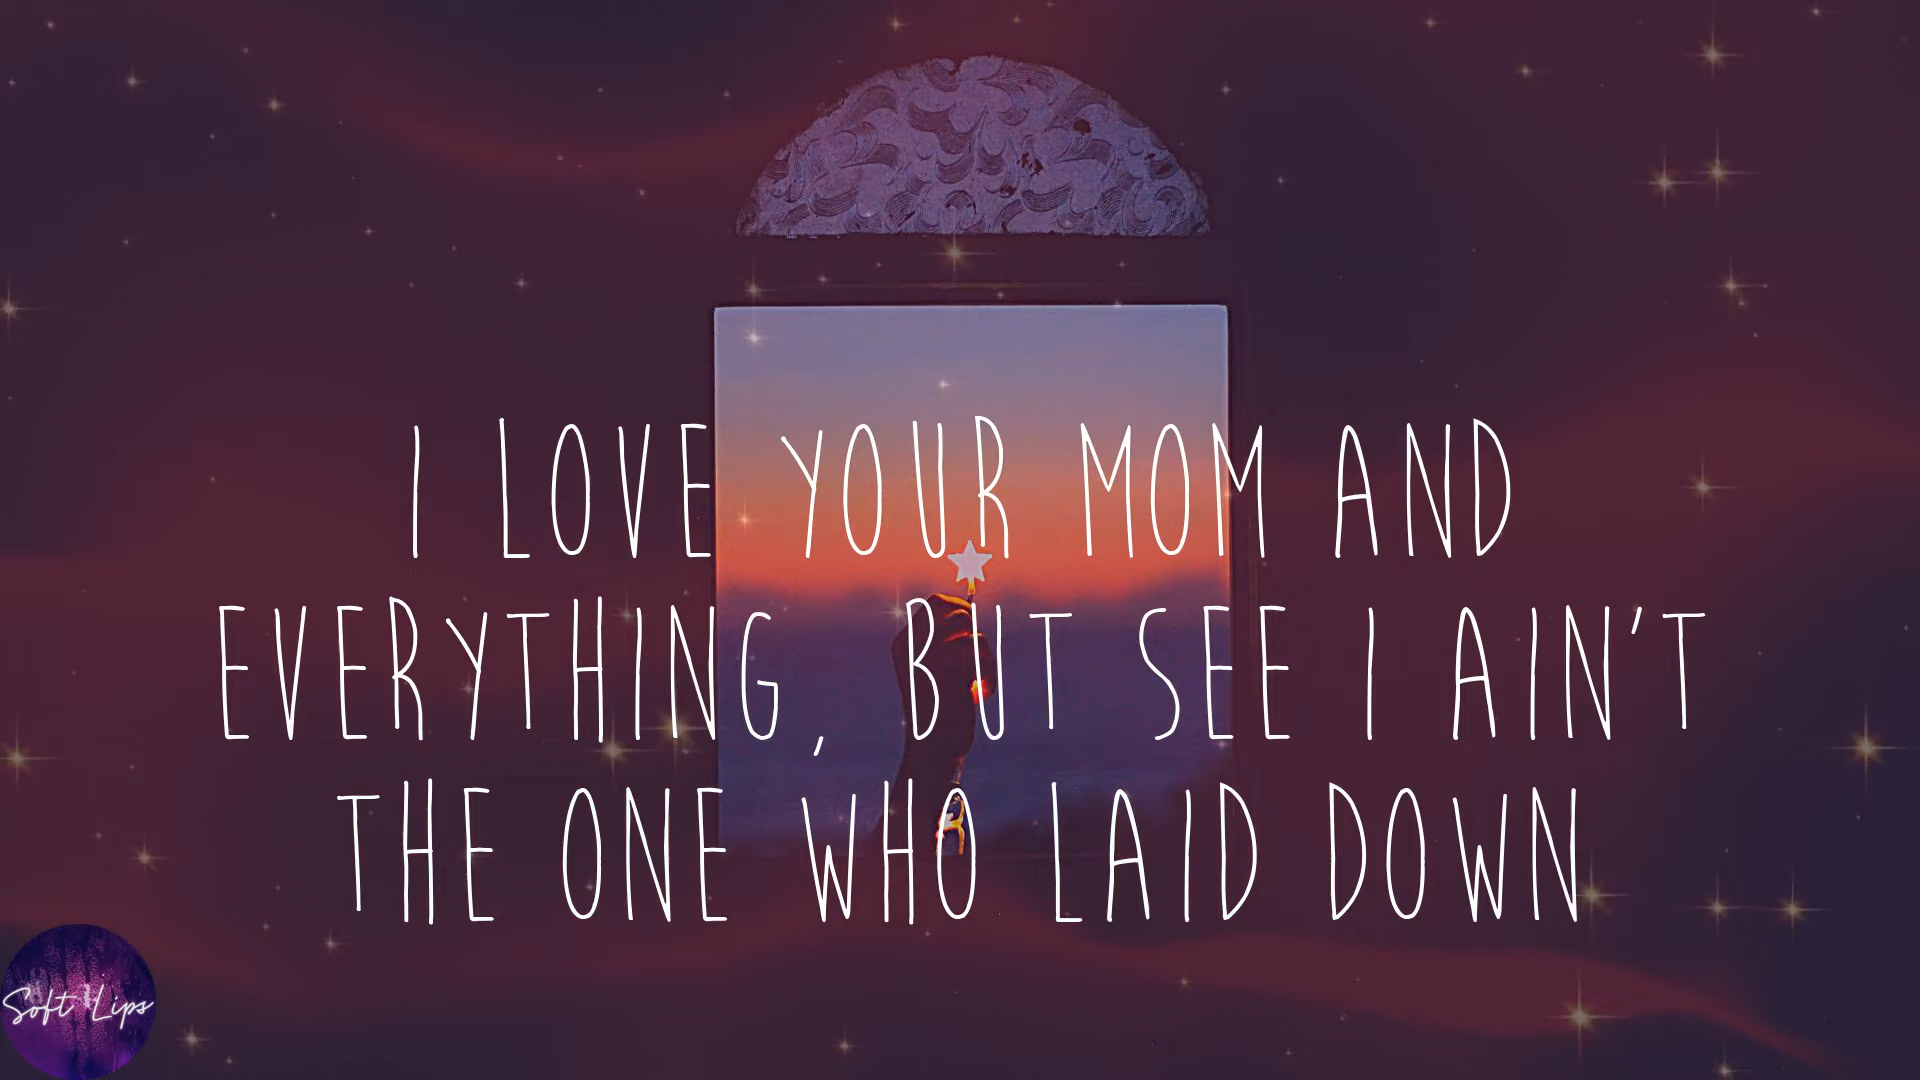 I LOVE YOUR MOM AND
EVERYTHING, BUT SEE I AIN'T
THE ONE WHO LAID DOWN
Soft Lips